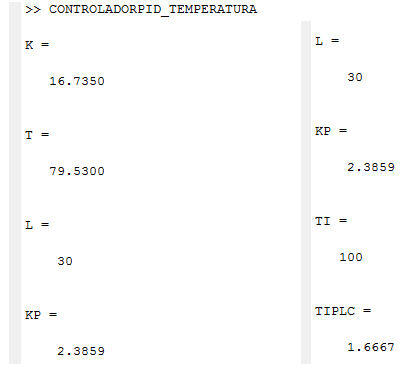 >> CONTROLADORPID_TEMPERATURA
K =
16.7350
T =
79.5300
L =
30
KP =
2.3859
L =
30
KP =
2.3859
TI =
100
TIPLC =
1.6667